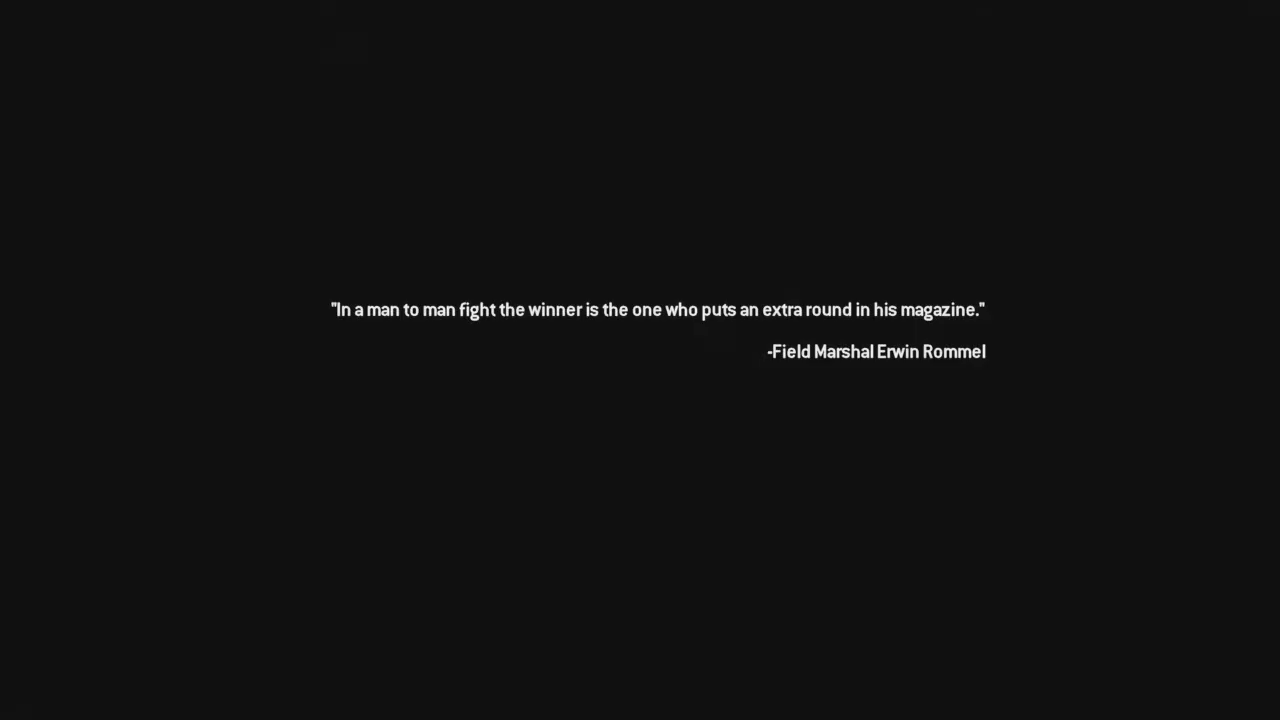 "In a man to man fight the winner is the one who puts an extra round in his magazine."
-Field Marshal Erwin Rommel